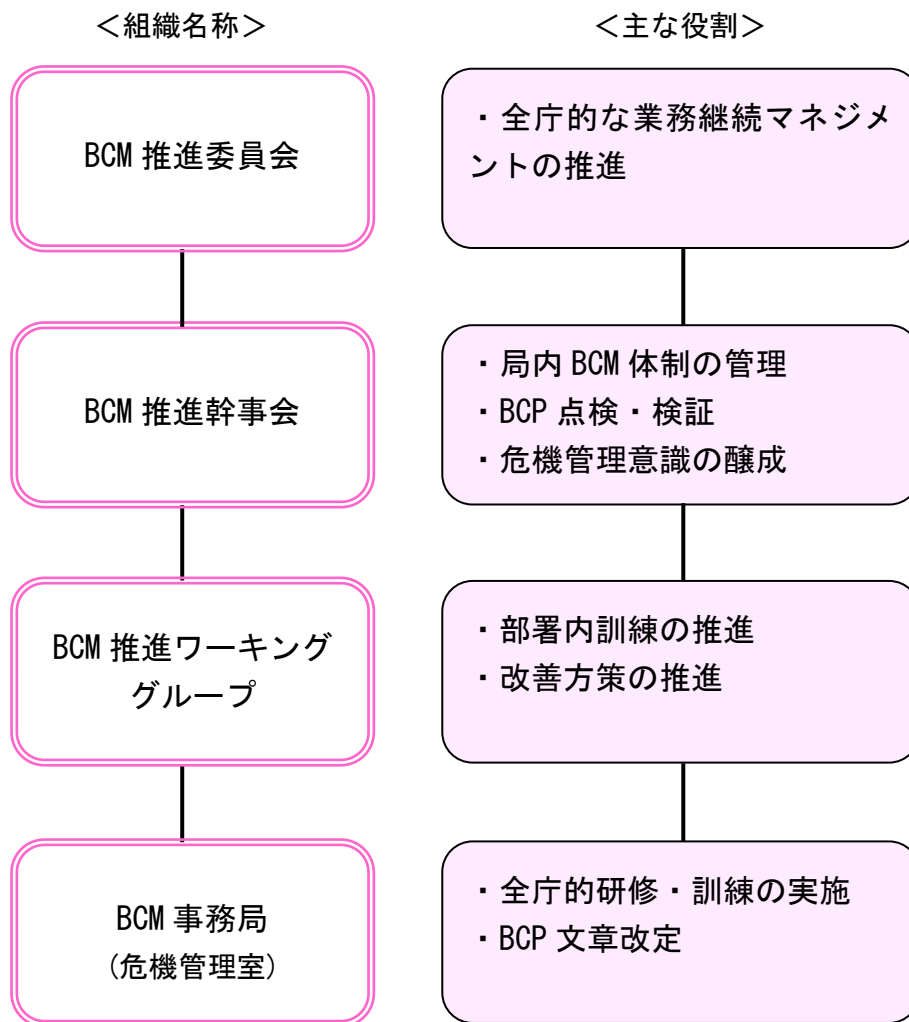 ＜組織名称＞
＜主な役割＞
BCM 推進委員会
・全庁的な業務継続マネジメ
ントの推進
BCM 推進幹事会
・局内 BCM 体制の管理
・BCP 点検・検証
・危機管理意識の醸成
BCM 推進ワーキング
グループ
・部署内訓練の推進
・改善方策の推進
BCM 事務局
(危機管理室)
・全庁的研修・訓練の実施
・BCP 文章改定